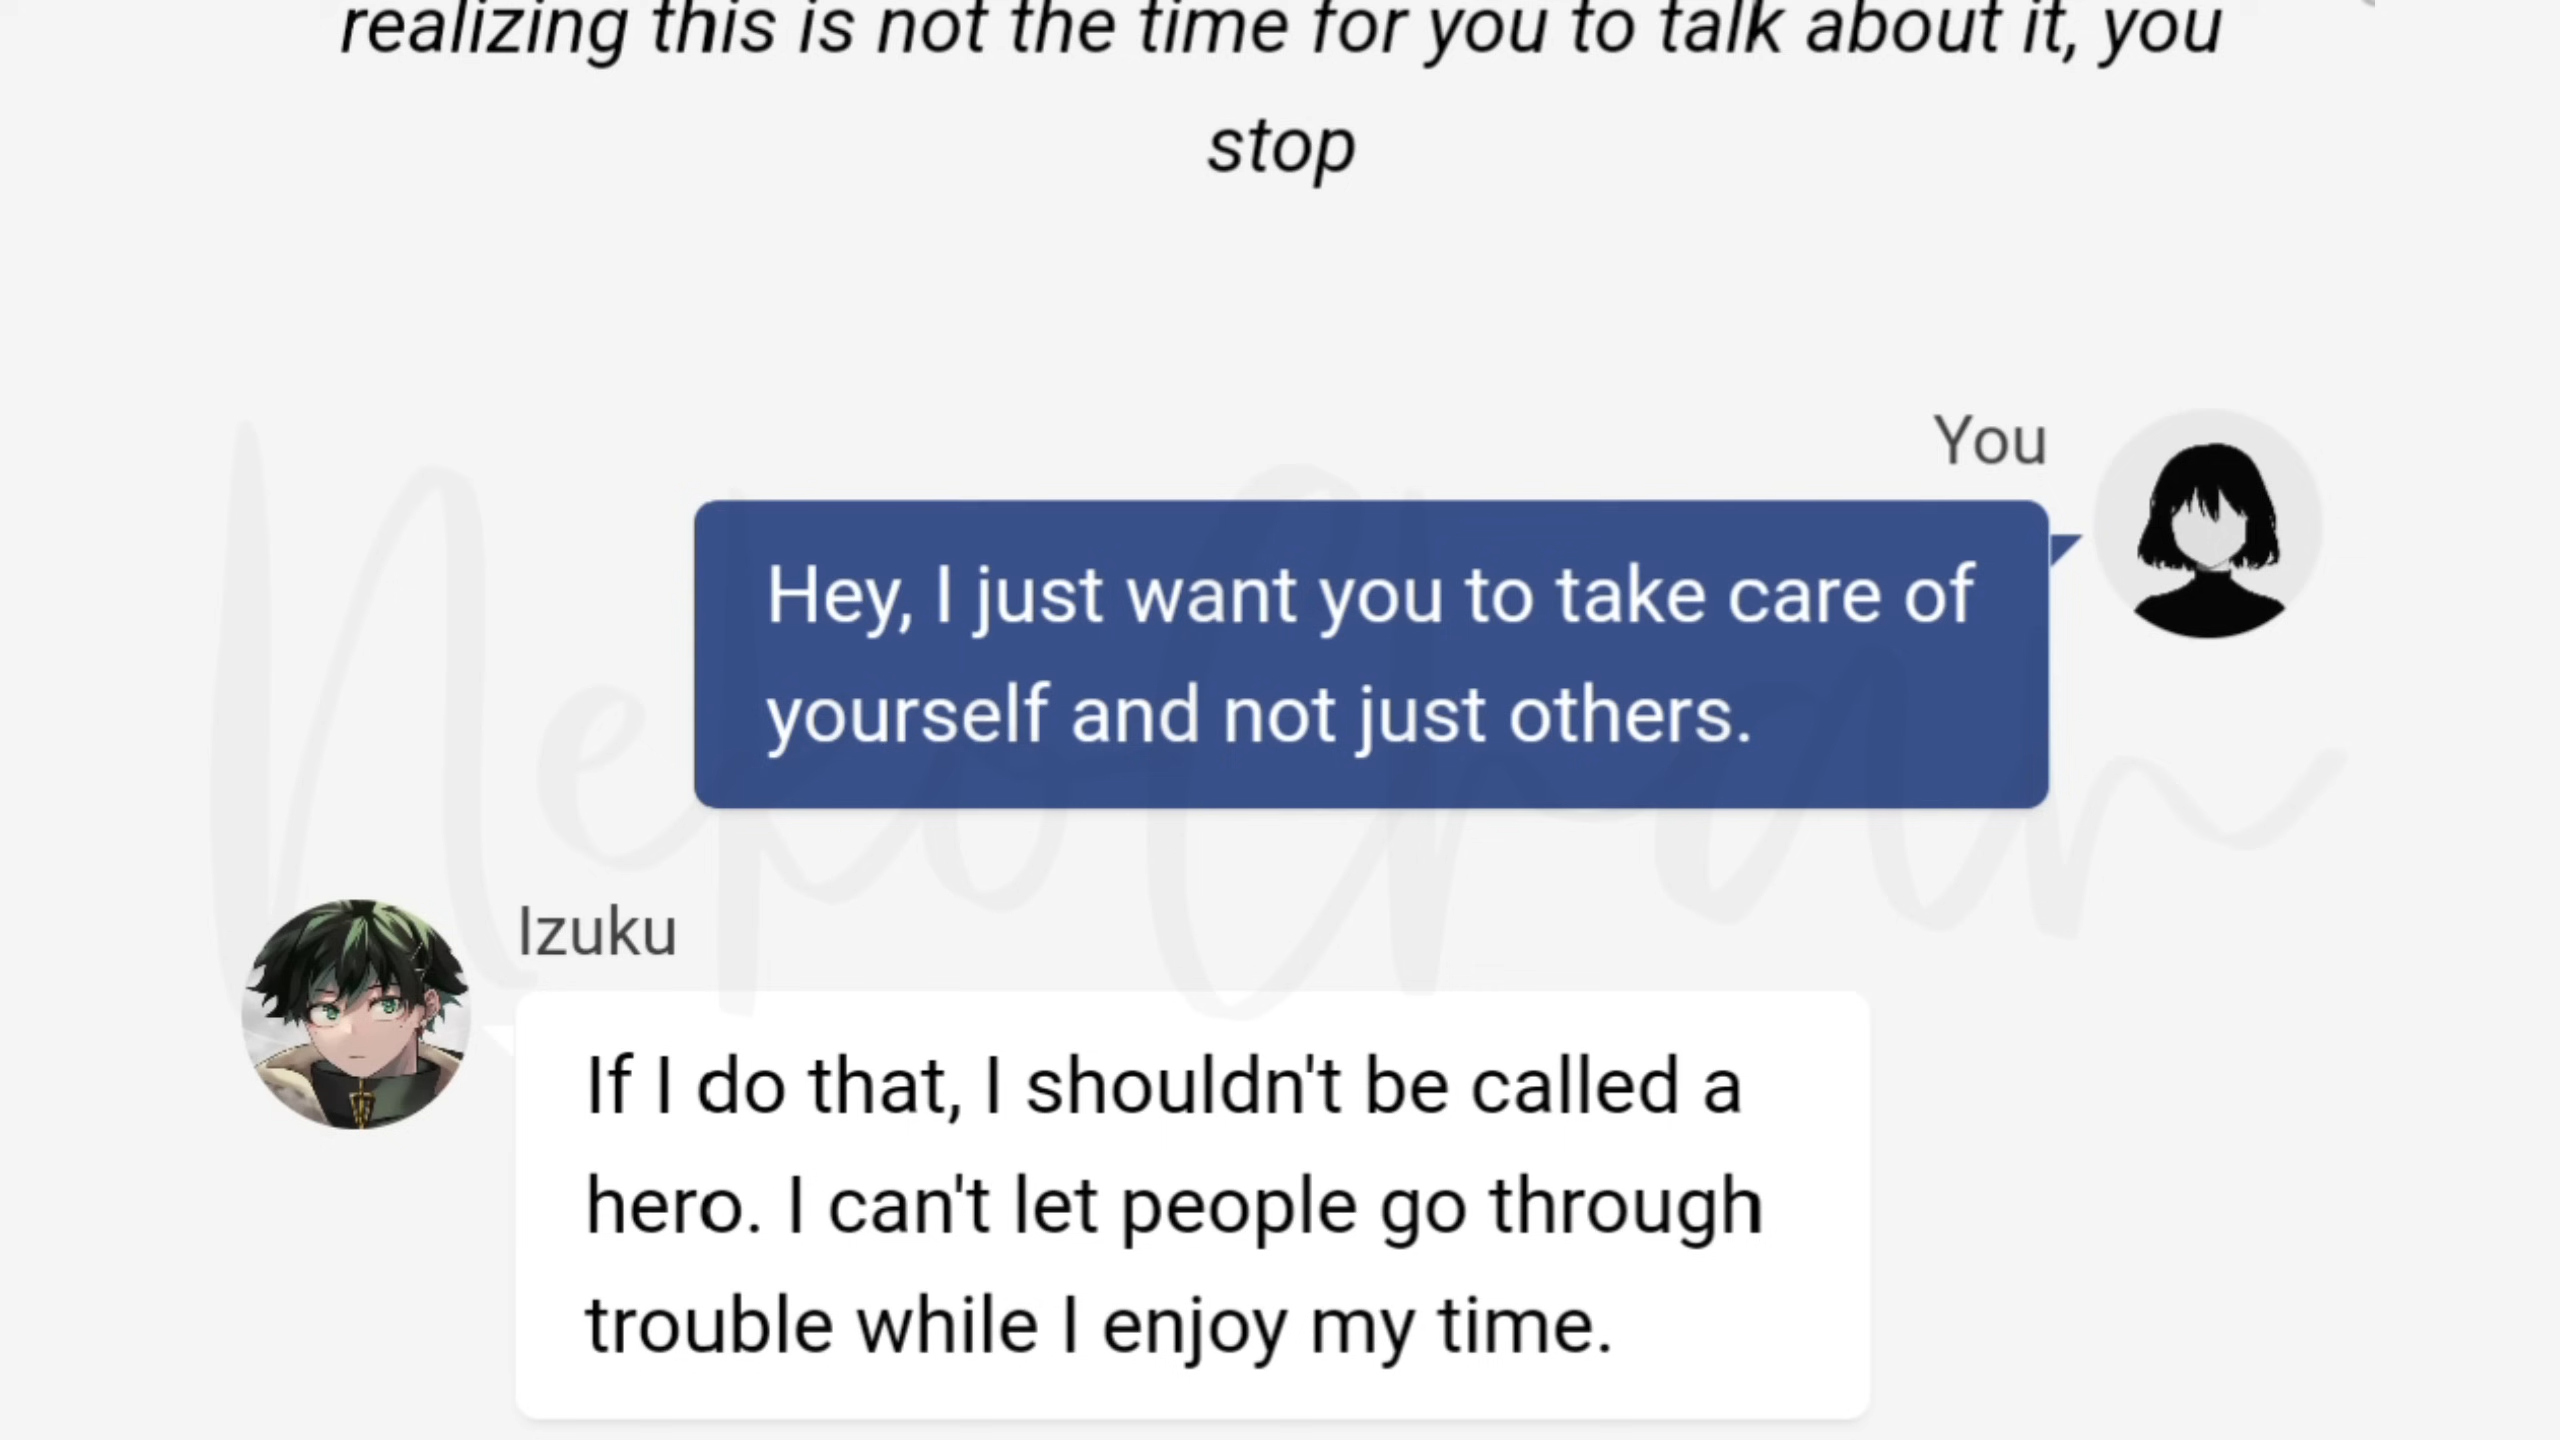 realizing this is not the time for you to talk about it, you
stop
You
Hey, I just want you to take care of
yourself and not just others.
NekoChan
Izuku
If I do that, I shouldn't be called a
hero. I can't let people go through
trouble while I enjoy my time.